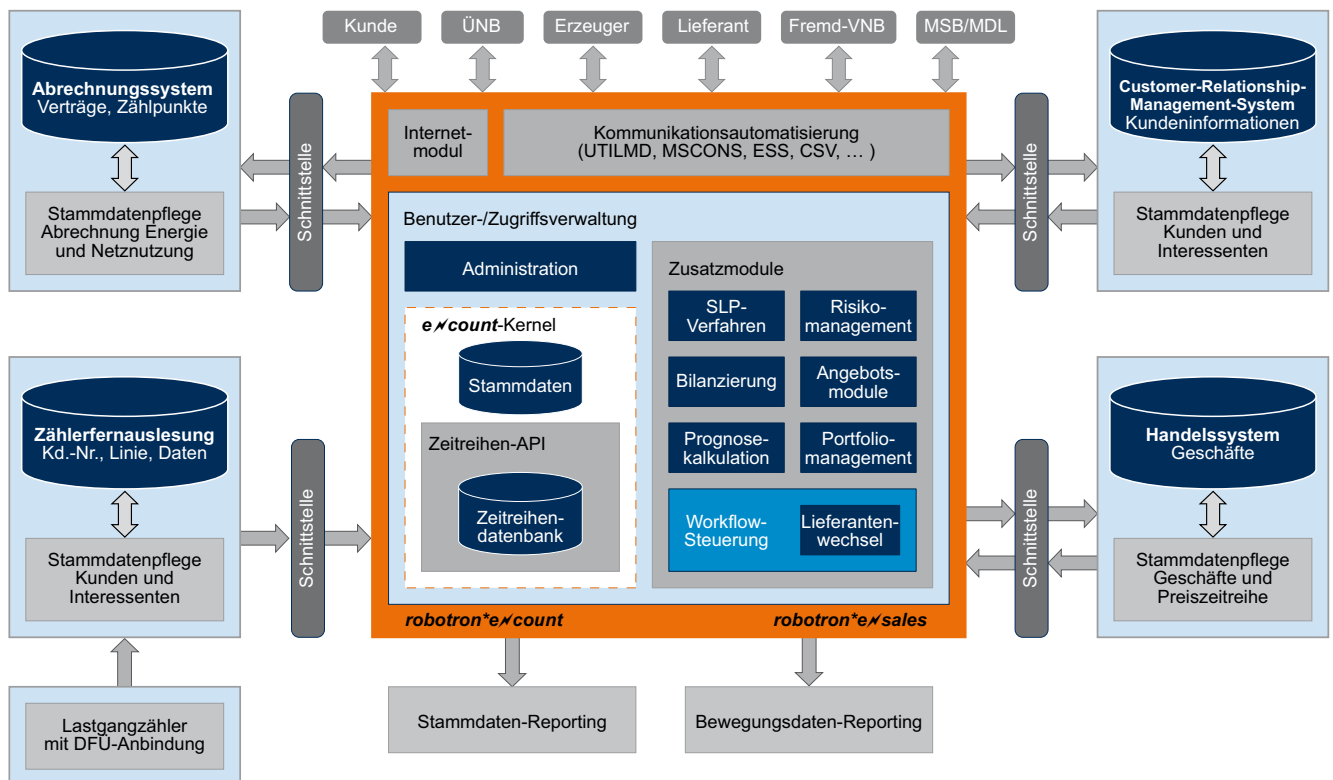 Kunde
ÜNB
Erzeuger
Lieferant
Fremd-VNB
MSB/MDL
Abrechnungssystem
Verträge, Zählpunkte
Stammdatenpflege
Abrechnung Energie
und Netznutzung
Schnittstelle
Internet-
modul
Kommunikationsautomatisierung
(UTILMD, MSCONS, ESS, CSV, … )
Schnittstelle
Customer-Relationship-
Management-System
Kundeninformationen
Stammdatenpflege
Kunden und
Interessenten
Benutzer-/Zugriffsverwaltung
Administration
e count-Kernel
Stammdaten
Zeitreihen-API
Zeitreihen-
datenbank
Zusatzmodule
SLP-
Verfahren
Risiko-
management
Bilanzierung
Angebots-
module
Prognose-
kalkulation
Portfolio-
management
Workflow-
Steuerung
Lieferanten-
wechsel
robotron*e count
robotron*e sales
Zählerfernauslesung
Kd.-Nr., Linie, Daten
Stammdatenpflege
Kunden und
Interessenten
Schnittstelle
Schnittstelle
Handelssystem
Geschäfte
Stammdatenpflege
Geschäfte und
Preiszeitreihe
Lastgangzähler
mit DFÜ-Anbindung
Stammdaten-Reporting
Bewegungsdaten-Reporting